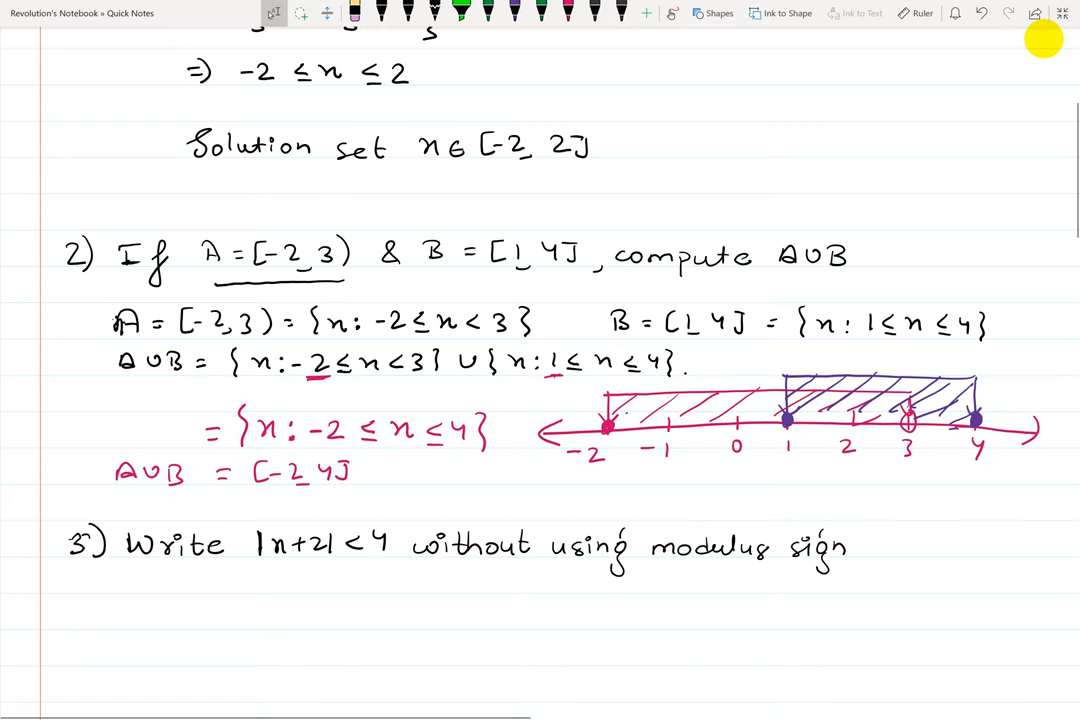 Revolution's Notebook » Quick Notes
Shapes Ink to Shape Ink to Text Ruler
=) -2 ≤ n ≤ 2
Solution set n ∈ [-2, 2]
2) If A = [-2, 3) & B = [1, 4], compute A∪B
A = [-2, 3) = {n: -2 ≤ n < 3} B = [1, 4] = {n: 1 ≤ n ≤ 4}
A∪B = {n: -2 ≤ n < 3} ∪ {n: 1 ≤ n ≤ 4}.
= {n: -2 ≤ n ≤ 4}
-2 -1 0 1 2 3 4
A∪B = [-2, 4]
3) Write |n+2| < 4 without using modulus sign